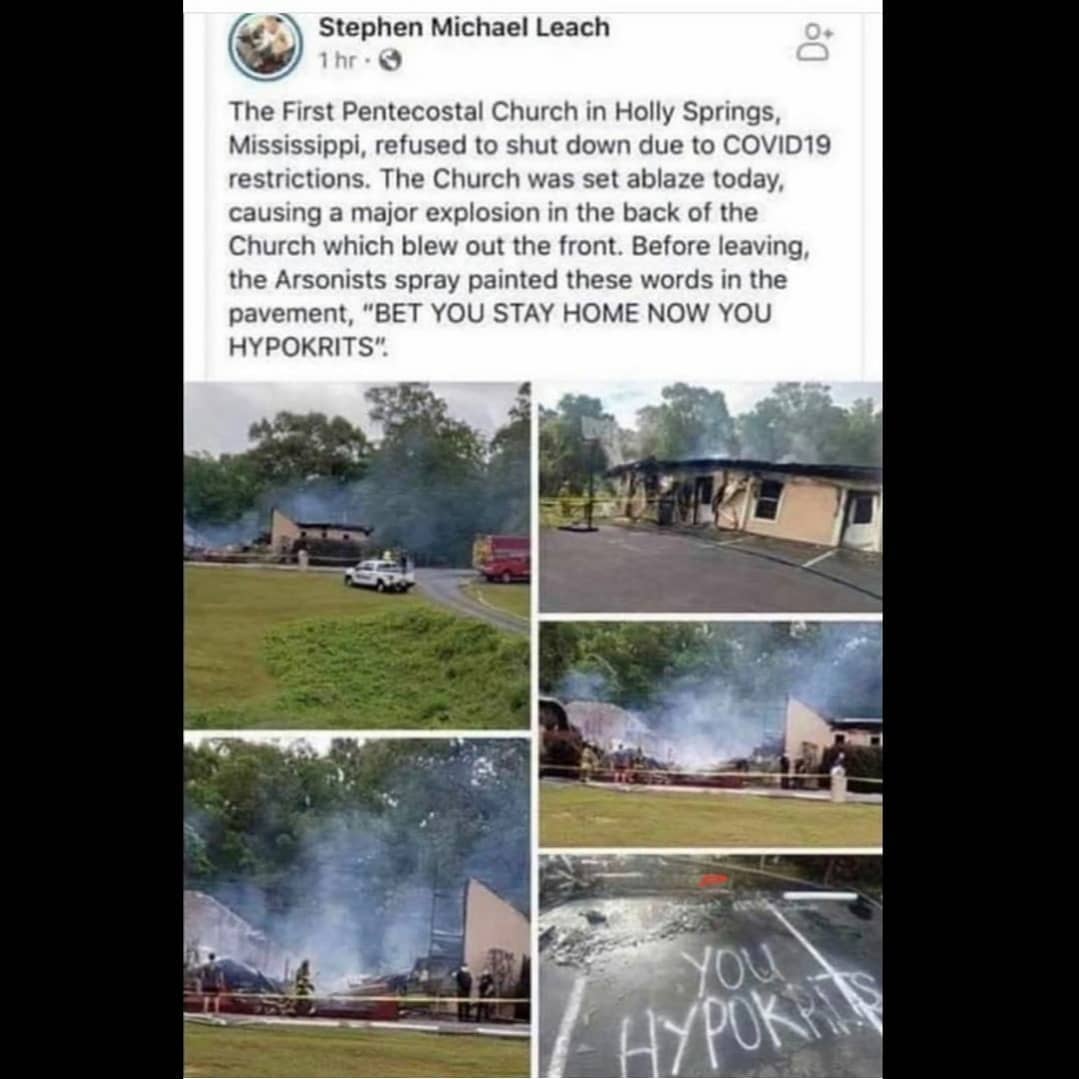 Stephen Michael Leach
1 hr ·
The First Pentecostal Church in Holly Springs,
Mississippi, refused to shut down due to COVID19
restrictions. The Church was set ablaze today,
causing a major explosion in the back of the
Church which blew out the front. Before leaving,
the Arsonists spray painted these words in the
pavement, "BET YOU STAY HOME NOW YOU
HYPOKRITS".
YOU
HYPOKRITS